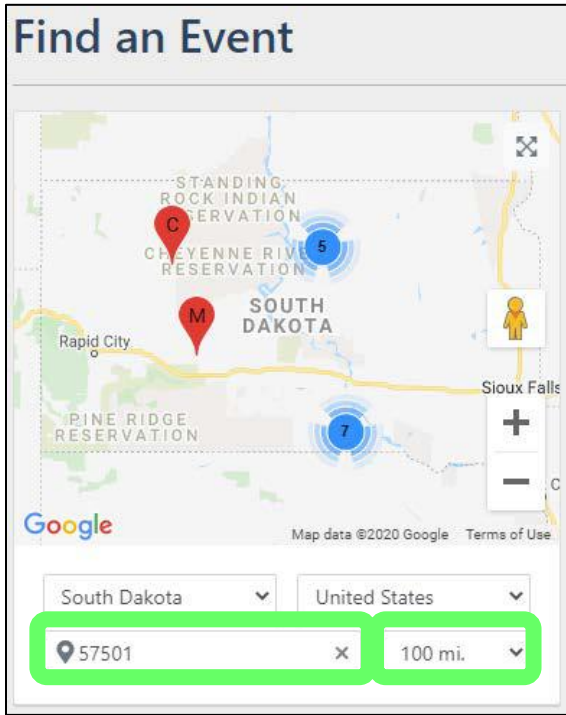 Find an Event
STANDING
ROCK INDIAN
RESERVATION
C
CHEYENNE RIVE
RESERVATION
5
SOUTH
DAKOTA
M
Rapid City
Sioux Falls
PINE RIDGE
RESERVATION
7
+
−
C
Google
Map data ©2020 Google Terms of Use
South Dakota United States
57501 × 100 mi.